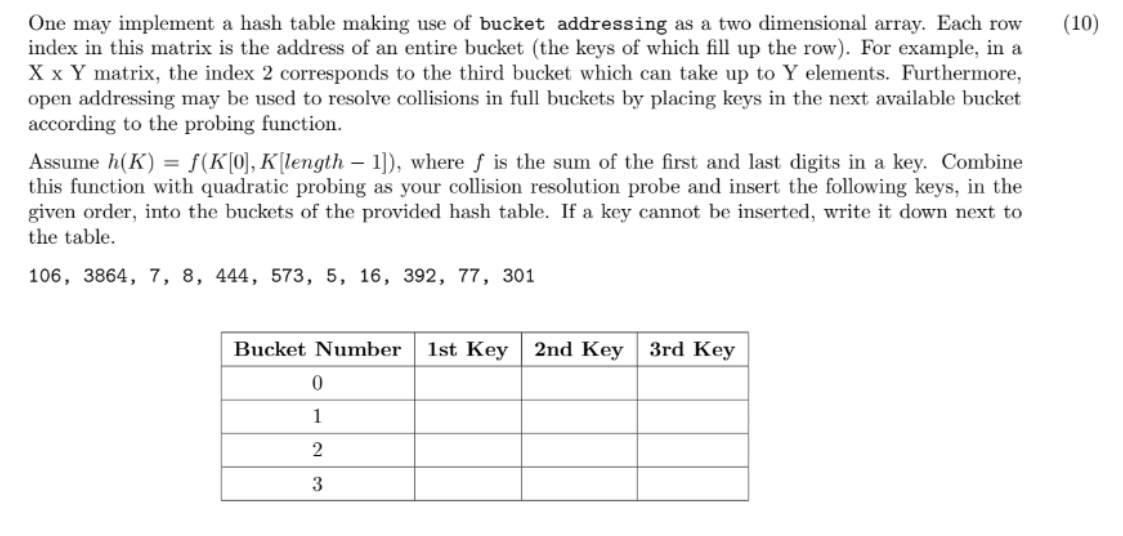 One may implement a hash table making use of bucket addressing as a two dimensional array. Each row (10)
index in this matrix is the address of an entire bucket (the keys of which fill up the row). For example, in a
X x Y matrix, the index 2 corresponds to the third bucket which can take up to Y elements. Furthermore,
open addressing may be used to resolve collisions in full buckets by placing keys in the next available bucket
according to the probing function.
Assume h(K) = f(K[0], K[length − 1]), where f is the sum of the first and last digits in a key. Combine
this function with quadratic probing as your collision resolution probe and insert the following keys, in the
given order, into the buckets of the provided hash table. If a key cannot be inserted, write it down next to
the table.
106, 3864, 7, 8, 444, 573, 5, 16, 392, 77, 301
Bucket Number 1st Key 2nd Key 3rd Key
0
1
2
3